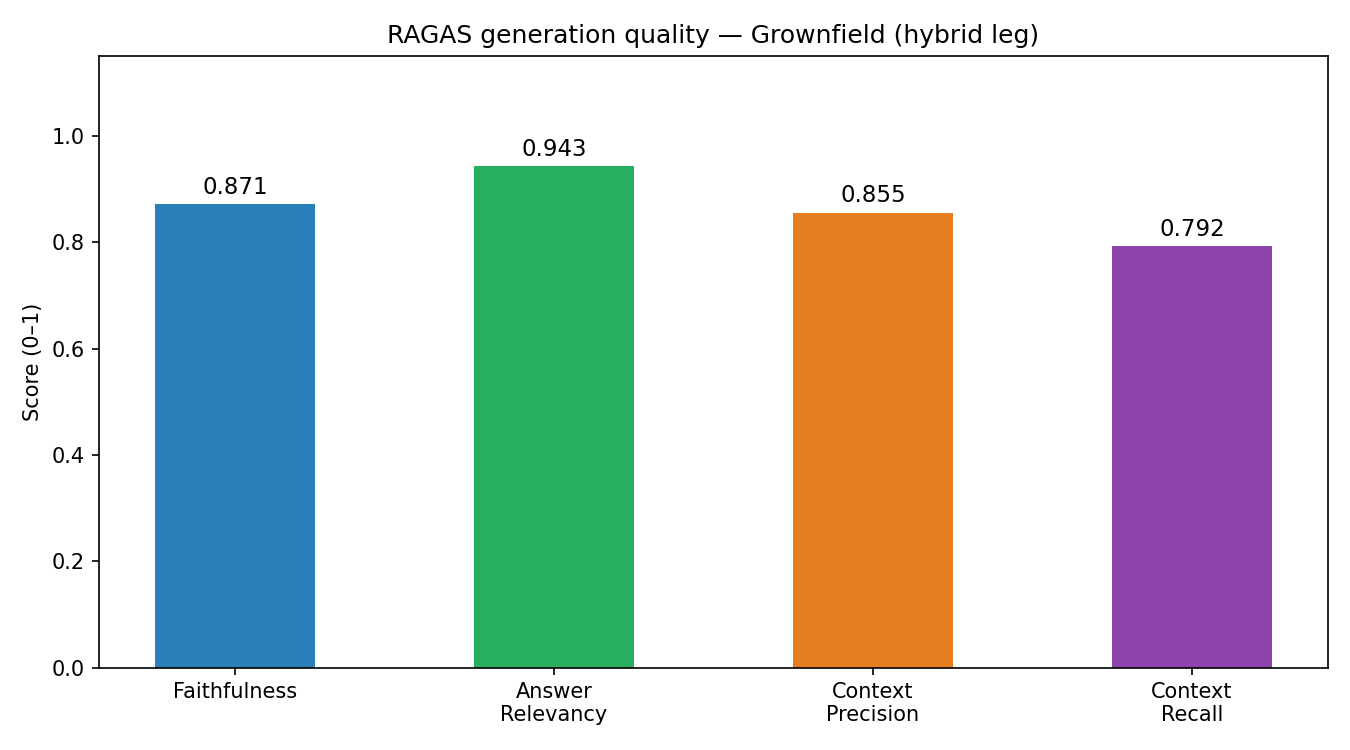 RAGAS generation quality — Grownfield (hybrid leg)
Score (0–1)
1.0
0.8
0.6
0.4
0.2
0.0
0.871
0.943
0.855
0.792
Faithfulness
Answer
Relevancy
Context
Precision
Context
Recall